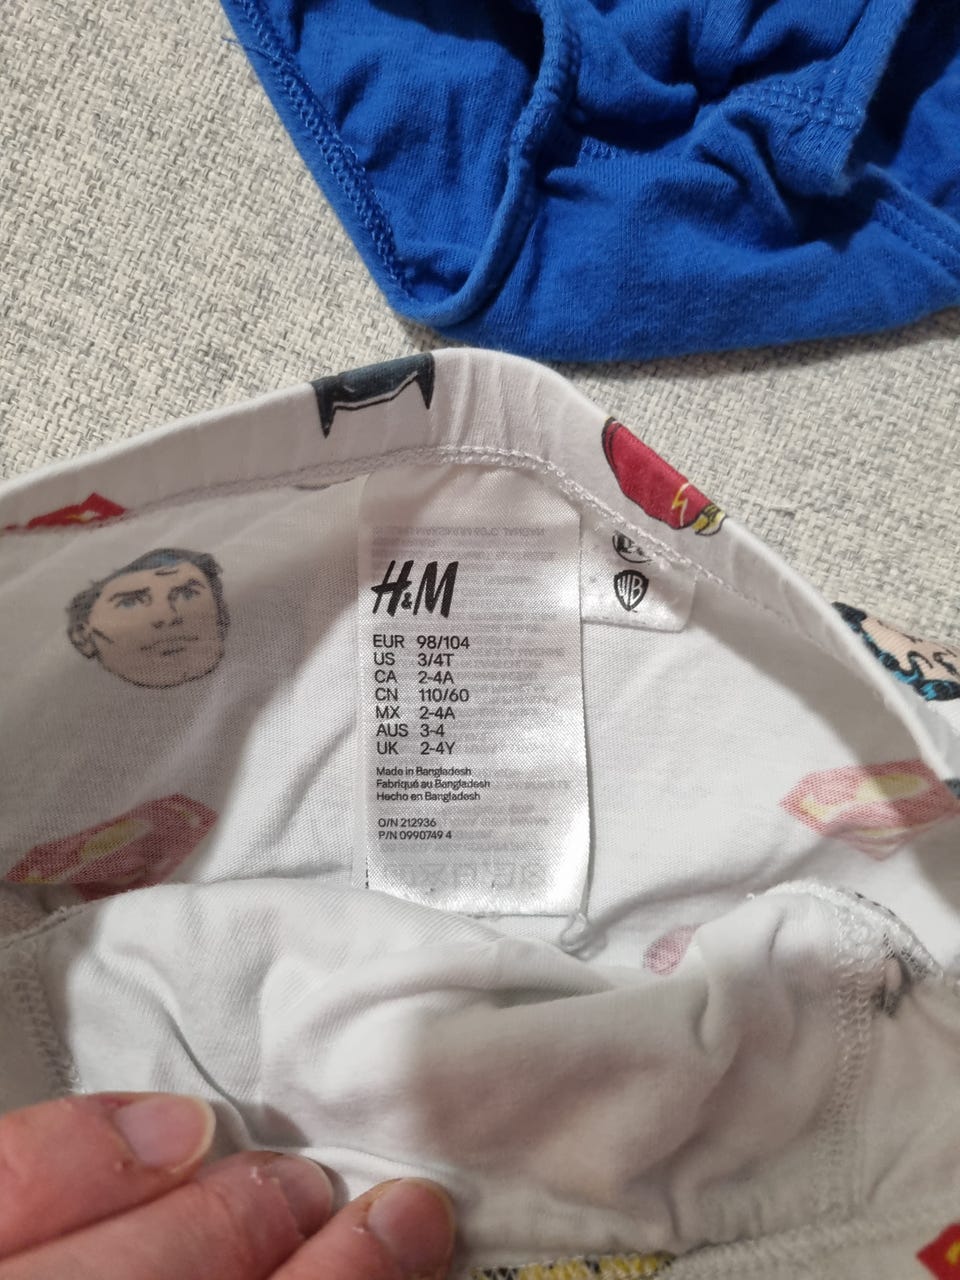 H&M
EUR 98/104
US 3/4T
CA 2-4A
CN 110/60
MX 2-4A
AUS 3-4
UK 2-4Y
Made in Bangladesh
Fabriqué au Bangladesh
Hecho en Bangladesh
O/N 212936
P/N 0990749 4
WB